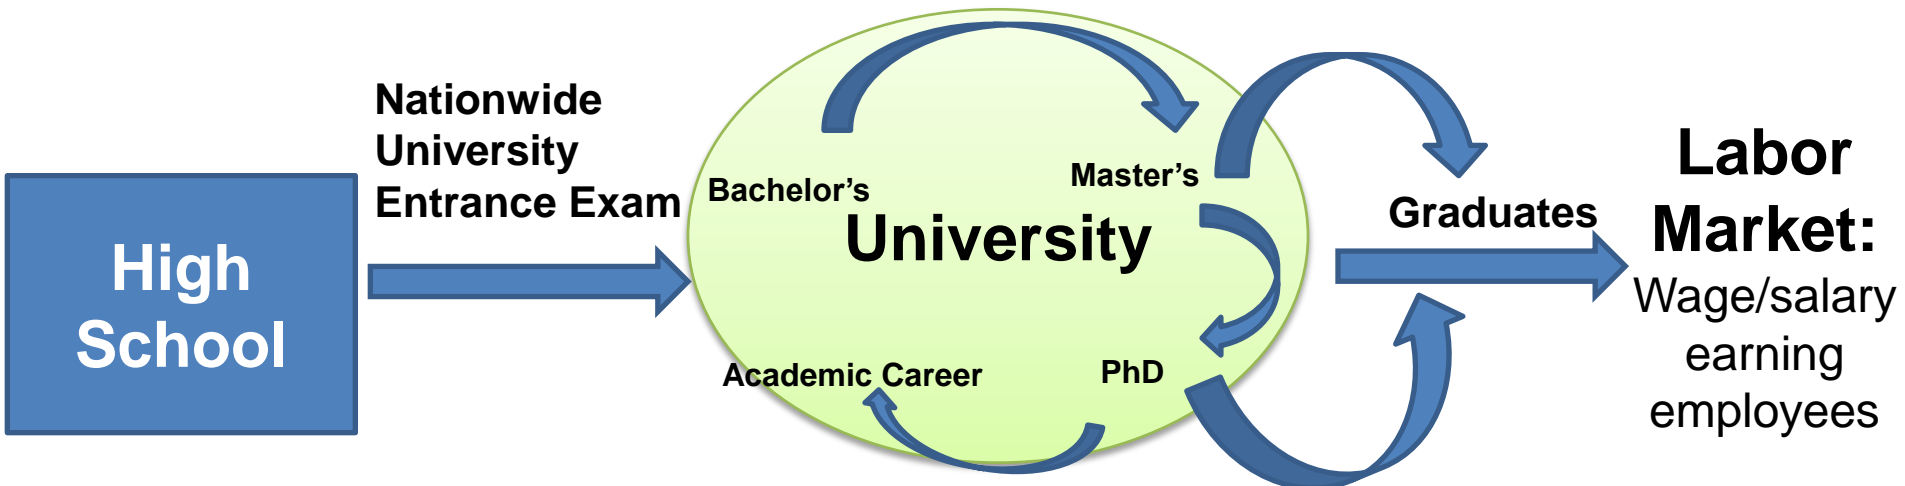 High
School
Nationwide
University
Entrance Exam
Bachelor’s
Master’s
University
Academic Career
PhD
Graduates
Labor
Market:
Wage/salary
earning
employees